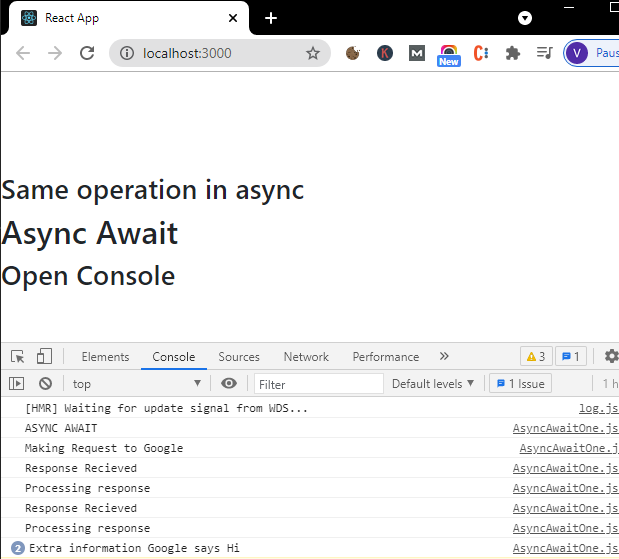 React App
localhost:3000
K
M
New
C
V
Paus
Same operation in async
Async Await
Open Console
Elements
Console
Sources
Network
Performance
3
1
top
Filter
Default levels
1 Issue
1 h
[HMR] Waiting for update signal from WDS... log.js
ASYNC AWAIT AsyncAwaitOne.js
Making Request to Google AsyncAwaitOne.j
Response Recieved AsyncAwaitOne.js
Processing response AsyncAwaitOne.js
Response Recieved AsyncAwaitOne.js
Processing response AsyncAwaitOne.js
2 Extra information Google says Hi AsyncAwaitOne.js